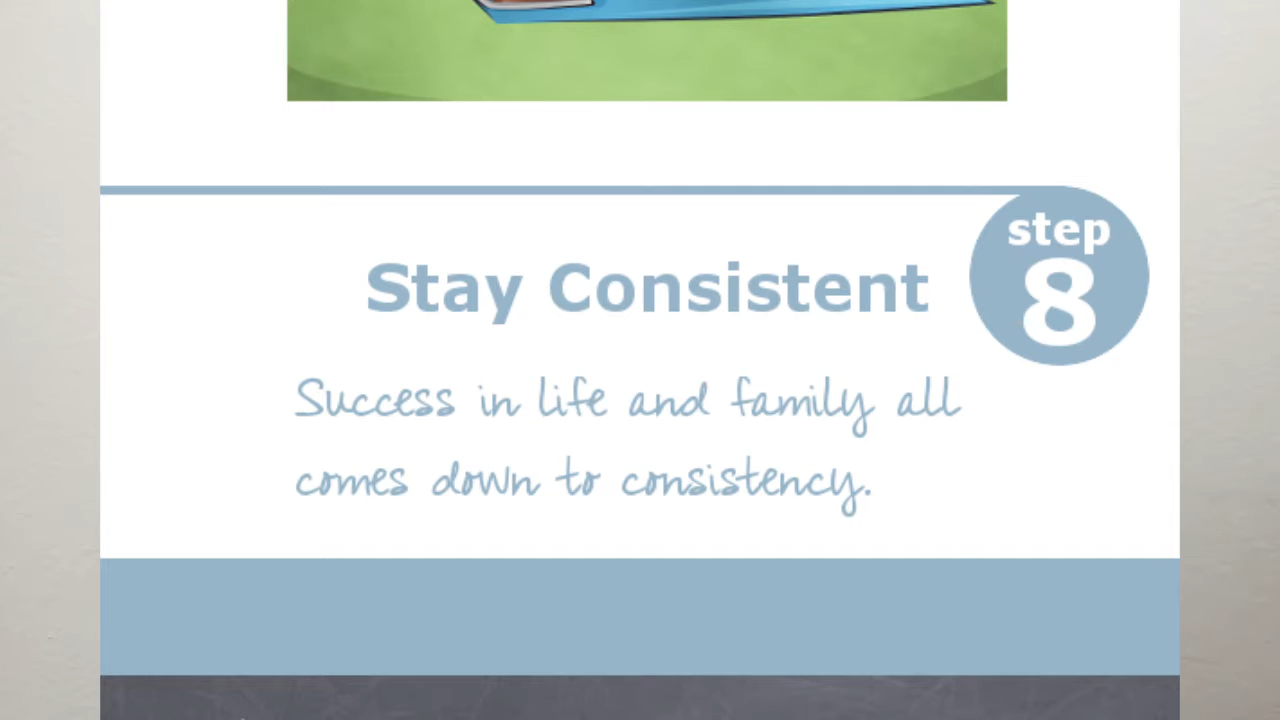 step
8
Stay Consistent
Success in life and family all
comes down to consistency.